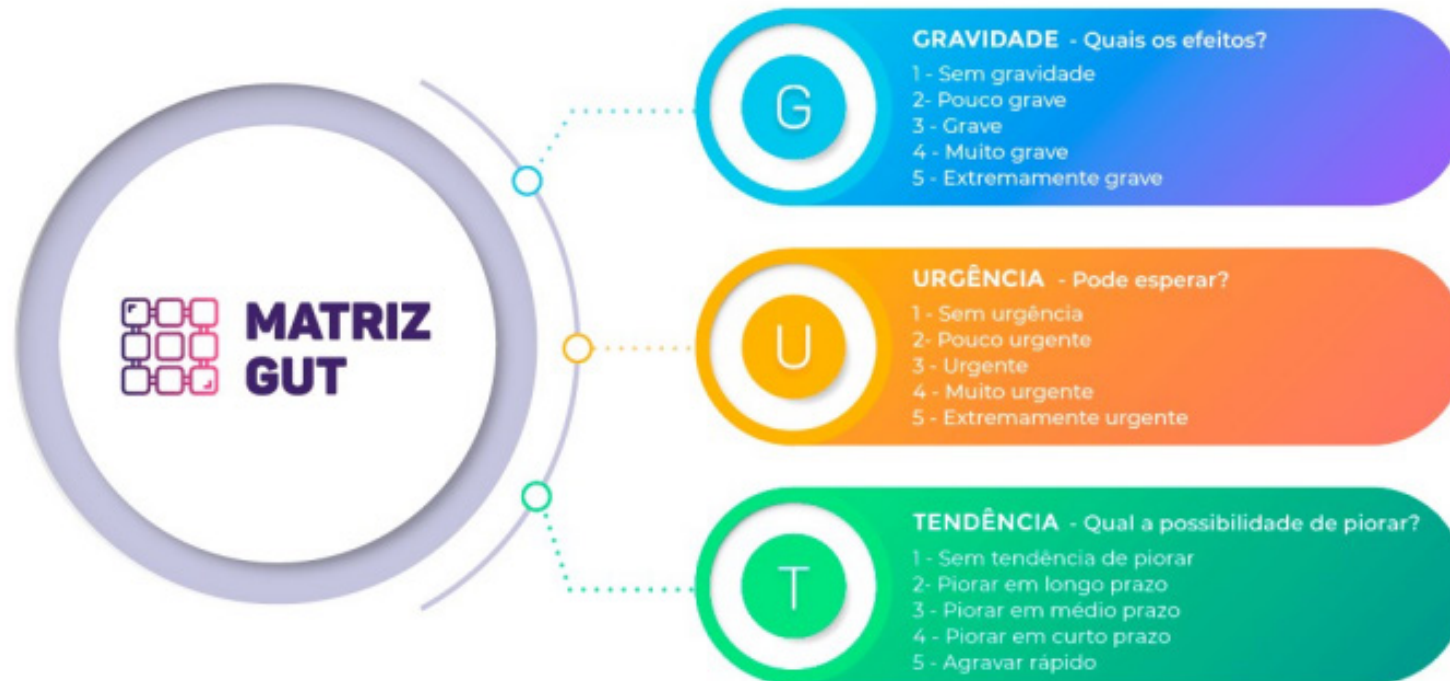 MATRIZ
GUT
G
GRAVIDADE - Quais os efeitos?
1 - Sem gravidade
2- Pouco grave
3 - Grave
4 - Muito grave
5 - Extremamente grave
U
URGÊNCIA - Pode esperar?
1 - Sem urgência
2- Pouco urgente
3 - Urgente
4 - Muito urgente
5 - Extremamente urgente
T
TENDÊNCIA - Qual a possibilidade de piorar?
1 - Sem tendência de piorar
2- Piorar em longo prazo
3 - Piorar em médio prazo
4 - Piorar em curto prazo
5 - Agravar rápido